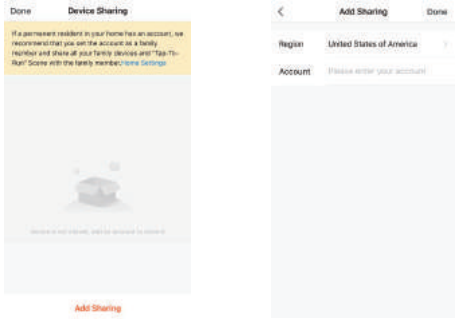 Done Device Sharing
If a permanent resident in your home has an account, we
recommend that you set the account as a family
member and share all your family devices and "Tap-To-
Run" Scene with the family member. Home Settings
Add Sharing
Add Sharing Done
Region United States of America
Account Please enter your account